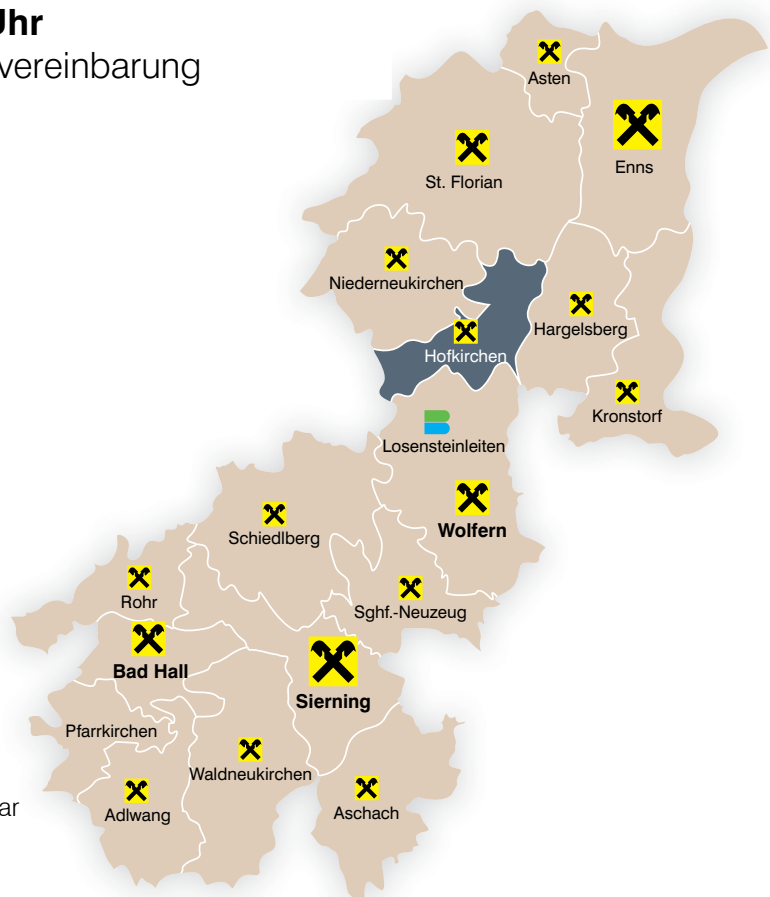 Uhr
vereinbarung
Asten
Enns
St. Florian
Niederneukirchen
Hargelsberg
Hofkirchen
Kronstorf
Losensteinleiten
Wolfern
Schiedlberg
Rohr
Sghf.-Neuzeug
Bad Hall
Sierning
Pfarrkirchen
Waldneukirchen
Adlwang
Aschach
ar